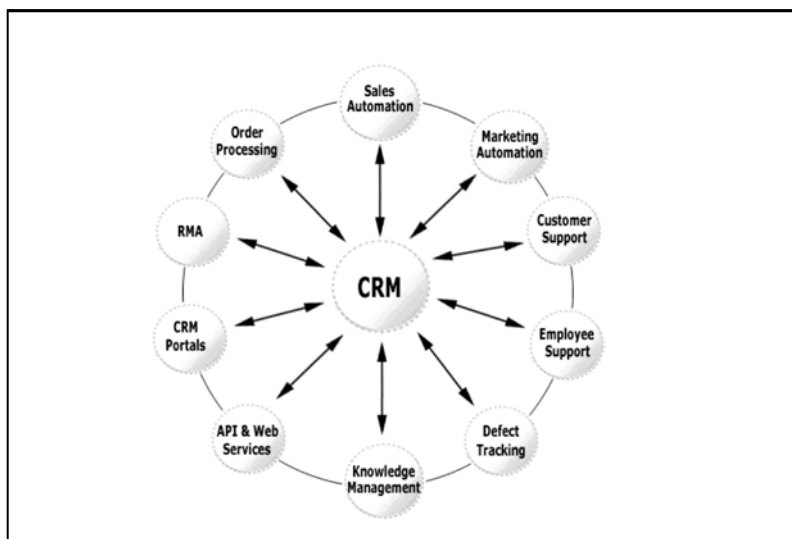 Sales
Automation
Marketing
Automation
Customer
Support
Employee
Support
Defect
Tracking
Knowledge
Management
API & Web
Services
CRM
Portals
RMA
Order
Processing
CRM